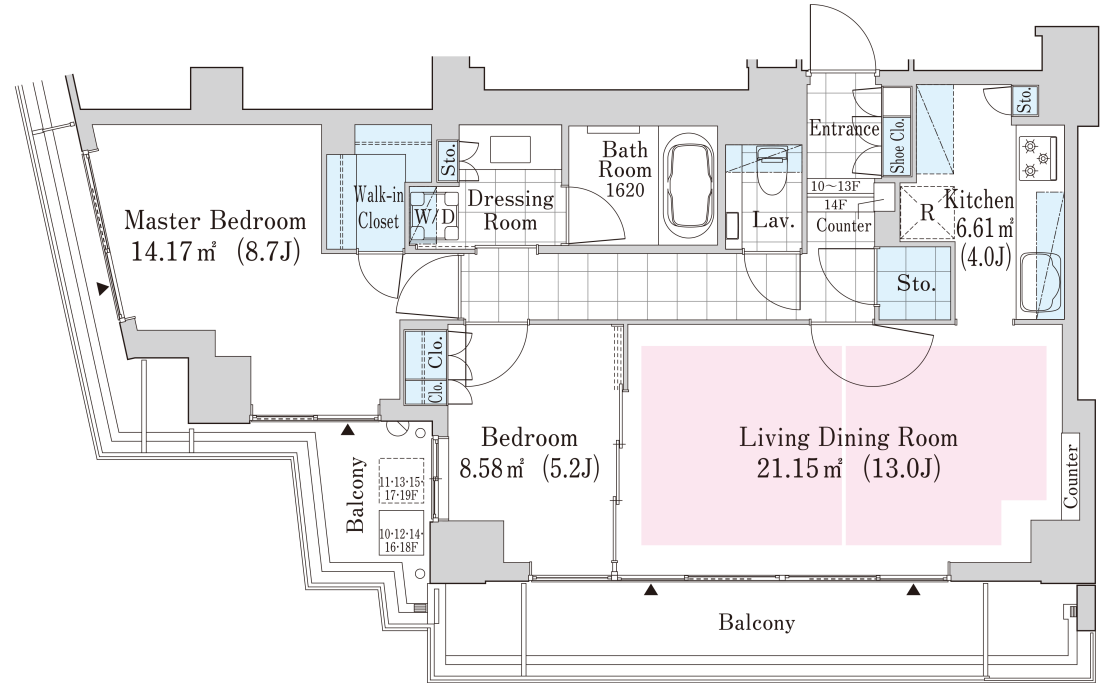 Master Bedroom
14.17㎡ (8.7J)
Walk-in
Closet
Sto.
W/D
Dressing
Room
Bath
Room
1620
Lav.
Entrance
Shoe Clo.
10〜13F
14F
Counter
Sto.
R
Kitchen
6.61㎡
(4.0J)
Sto.
Clo.
Clo.
Bedroom
8.58㎡ (5.2J)
Living Dining Room
21.15㎡ (13.0J)
Counter
Balcony
11·13·15·
17·19F
10·12·14·
16·18F
Balcony